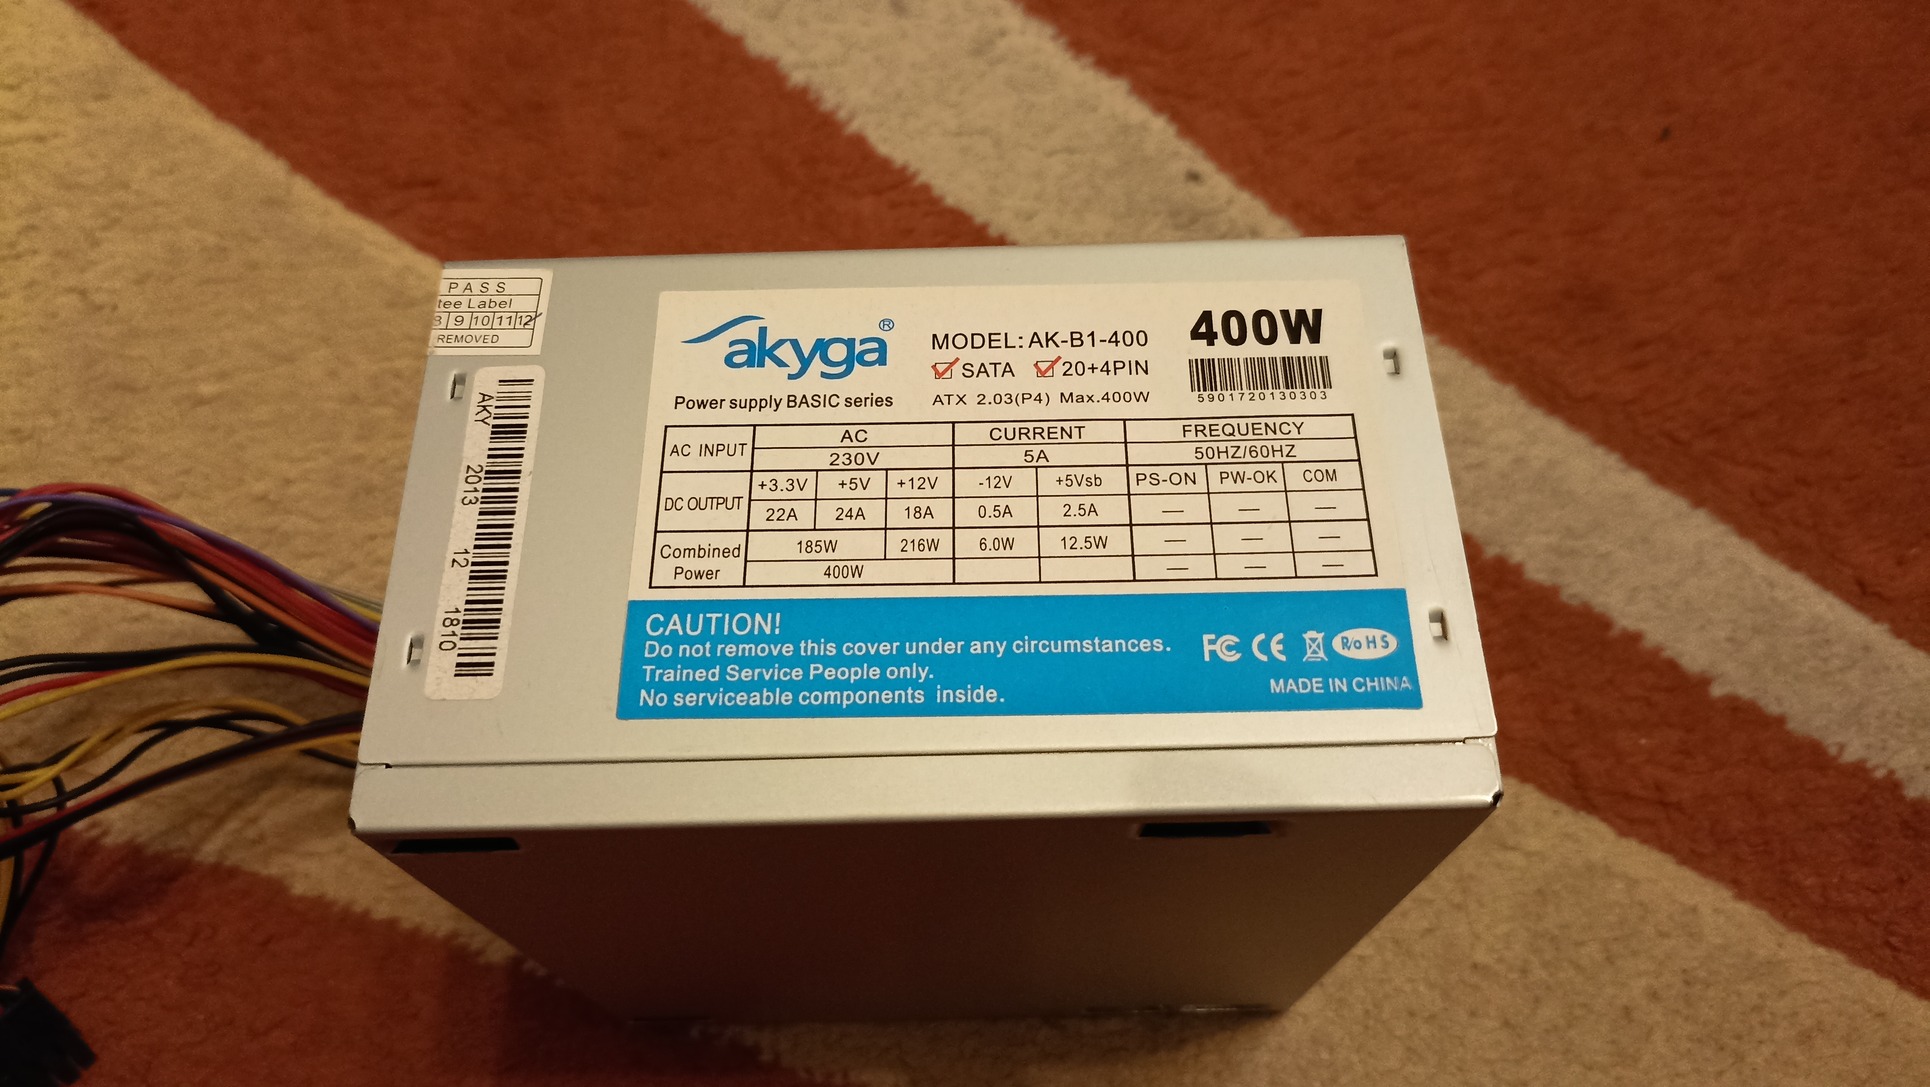 PASS
tee Label
8 9 10 11 12
REMOVED
AKY 2013 12 1810
akyga®
Power supply BASIC series
MODEL: AK-B1-400
SATA 20+4PIN
ATX 2.03(P4) Max.400W
400W
5901720130303
AC INPUT AC CURRENT FREQUENCY
230V 5A 50HZ/60HZ
DC OUTPUT +3.3V +5V +12V -12V +5Vsb PS-ON PW-OK COM
22A 24A 18A 0.5A 2.5A — — —
Combined Power 185W 216W 6.0W 12.5W — — —
400W — — —
CAUTION!
Do not remove this cover under any circumstances.
Trained Service People only.
No serviceable components inside.
FC CE RoHS
MADE IN CHINA